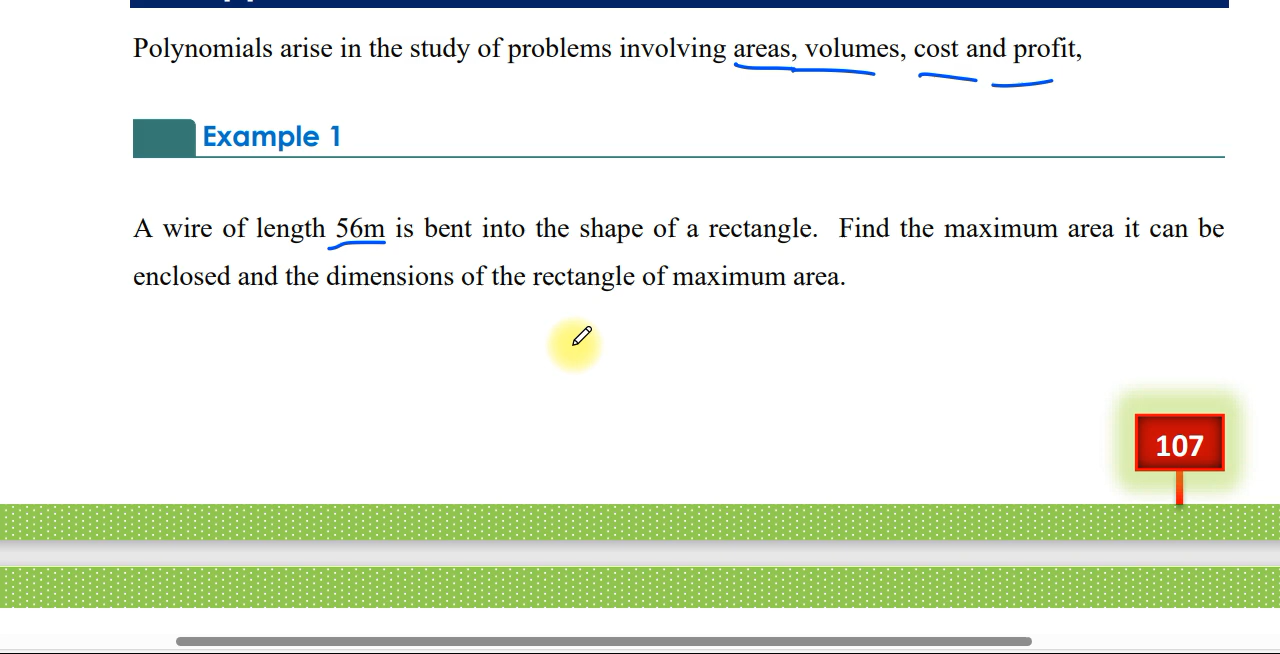 Polynomials arise in the study of problems involving areas, volumes, cost and profit,
Example 1
A wire of length 56m is bent into the shape of a rectangle. Find the maximum area it can be
enclosed and the dimensions of the rectangle of maximum area.
107